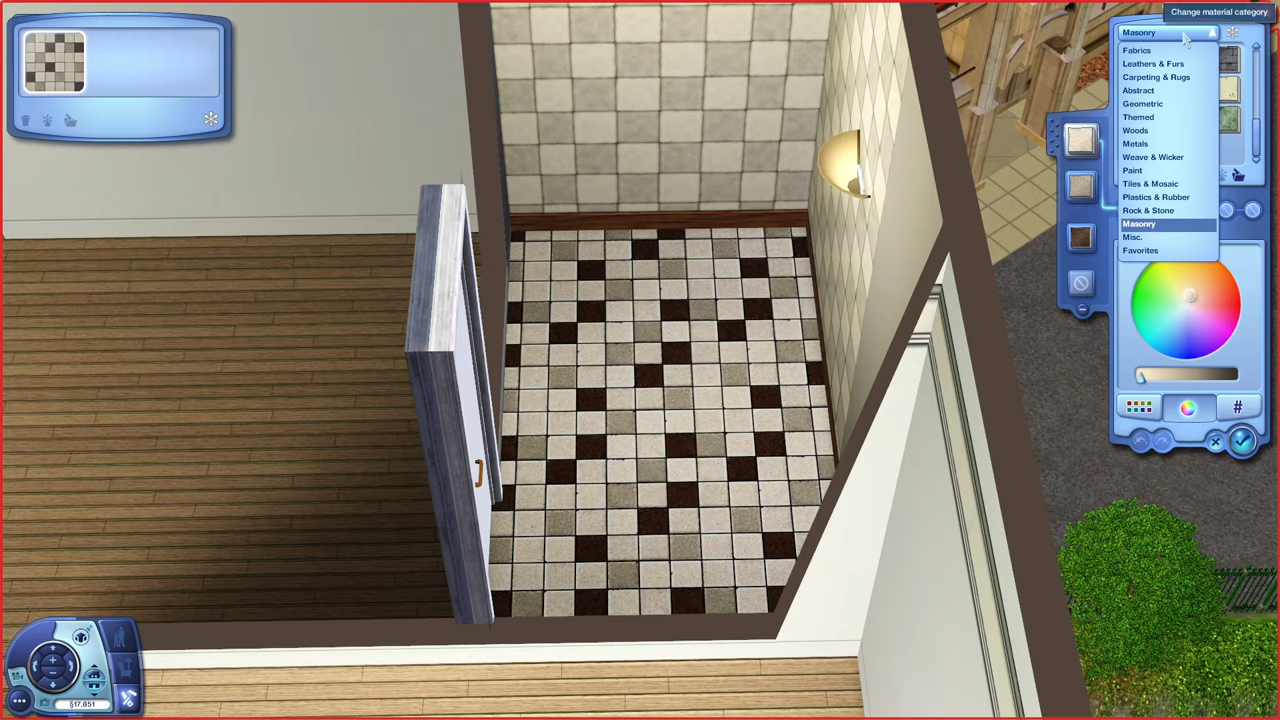 Change material category
Masonry
Fabrics
Leathers & Furs
Carpeting & Rugs
Abstract
Geometric
Themed
Woods
Metals
Weave & Wicker
Paint
Tiles & Mosaic
Plastics & Rubber
Rock & Stone
Masonry
Misc.
Favorites
#
§17.851